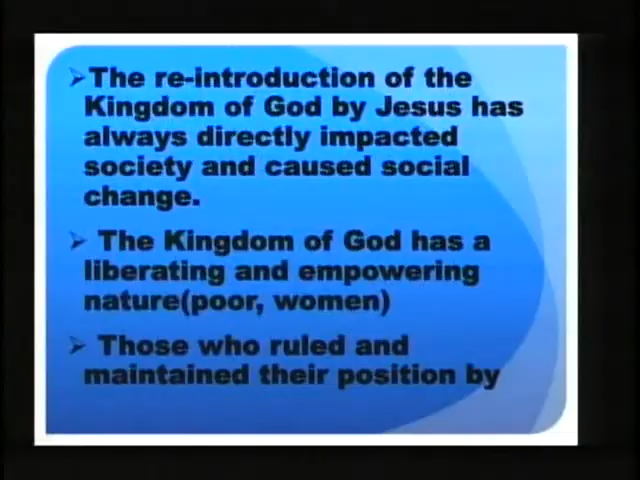 ➢The re-introduction of the
Kingdom of God by Jesus has
always directly impacted
society and caused social
change.
➢ The Kingdom of God has a
liberating and empowering
nature(poor, women)
➢ Those who ruled and
maintained their position by